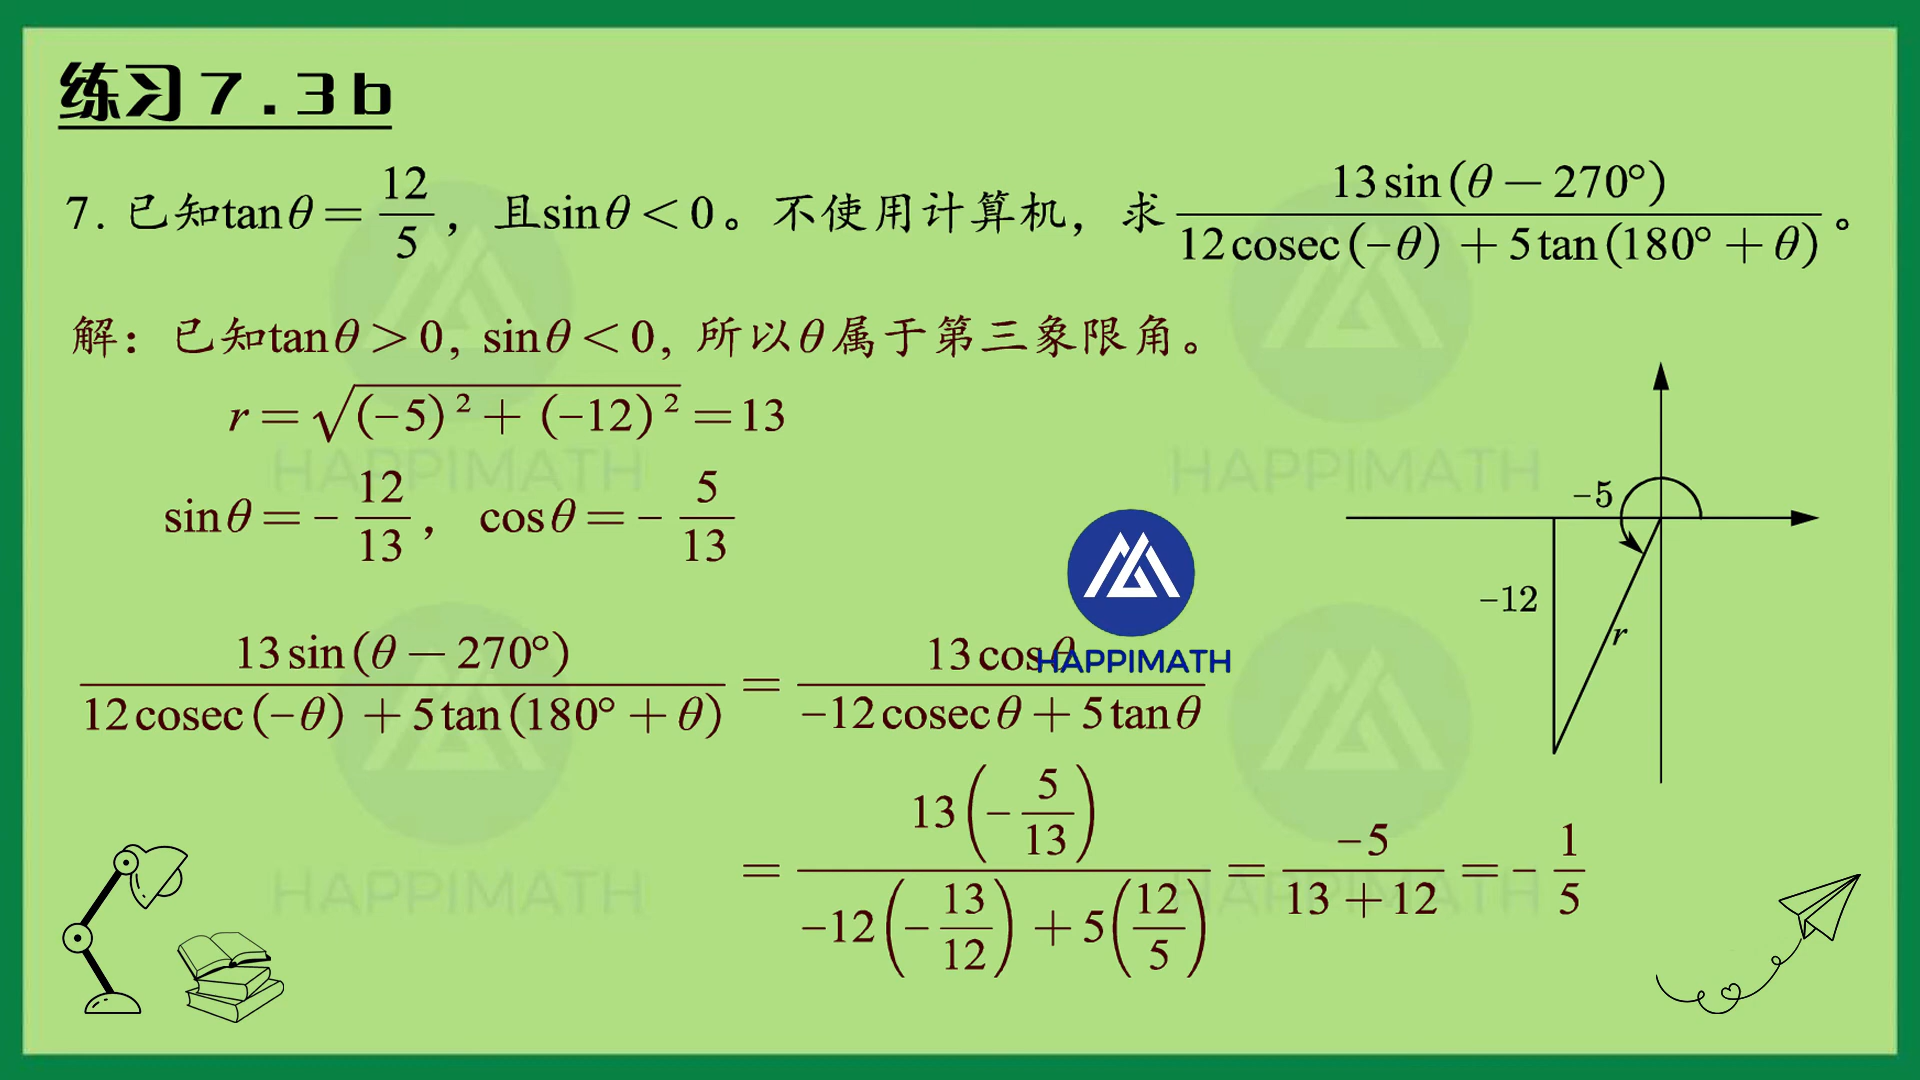 练习7.3b
7. 已知tanθ = 12/5, 且sinθ < 0。不使用计算机, 求 13sin(θ − 270°) / (12cosec(−θ) + 5tan(180° + θ))。
解: 已知tanθ > 0, sinθ < 0, 所以θ属于第三象限角。
r = √((−5)² + (−12)²) = 13
sinθ = − 12/13, cosθ = − 5/13
13sin(θ − 270°) / (12cosec(−θ) + 5tan(180° + θ)) = 13cosθ / (−12cosecθ + 5tanθ)
= 13(−5/13) / (−12(−13/12) + 5(12/5)) = −5 / (13 + 12) = − 1/5
−5
−12
r
HAPPIMATH
HAPPIMATH
HAPPIMATH
HAPPIMATH
HAPPIMATH